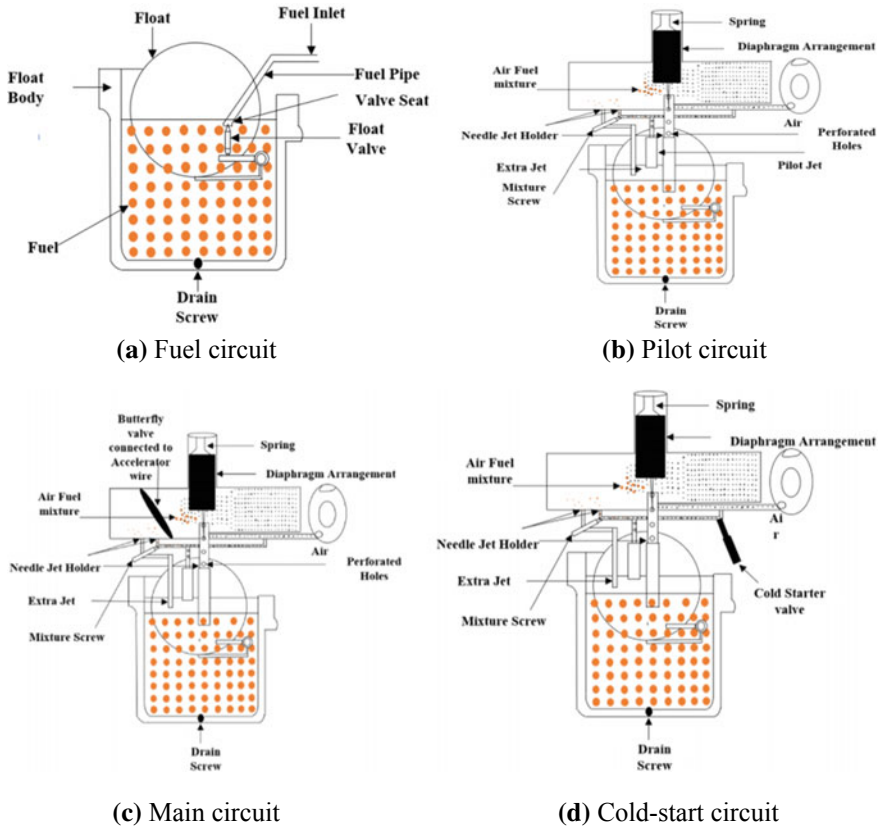 Float
Fuel Inlet
Float
Body
Fuel Pipe
Valve Seat
Float
Valve
Fuel
Drain
Screw
(a) Fuel circuit
Spring
Diaphragm Arrangement
Air Fuel
mixture
Air
Needle Jet Holder
Perforated
Holes
Extra Jet
Pilot Jet
Mixture
Screw
Drain
Screw
(b) Pilot circuit
Butterfly
valve
connected to
Accelerator
wire
Spring
Diaphragm Arrangement
Air Fuel
mixture
Air
Needle Jet Holder
Perforated
Holes
Extra Jet
Mixture Screw
Drain
Screw
(c) Main circuit
Spring
Diaphragm Arrangement
Air Fuel
mixture
Ai
r
Needle Jet Holder
Extra Jet
Cold Starter
valve
Mixture Screw
Drain
Screw
(d) Cold-start circuit